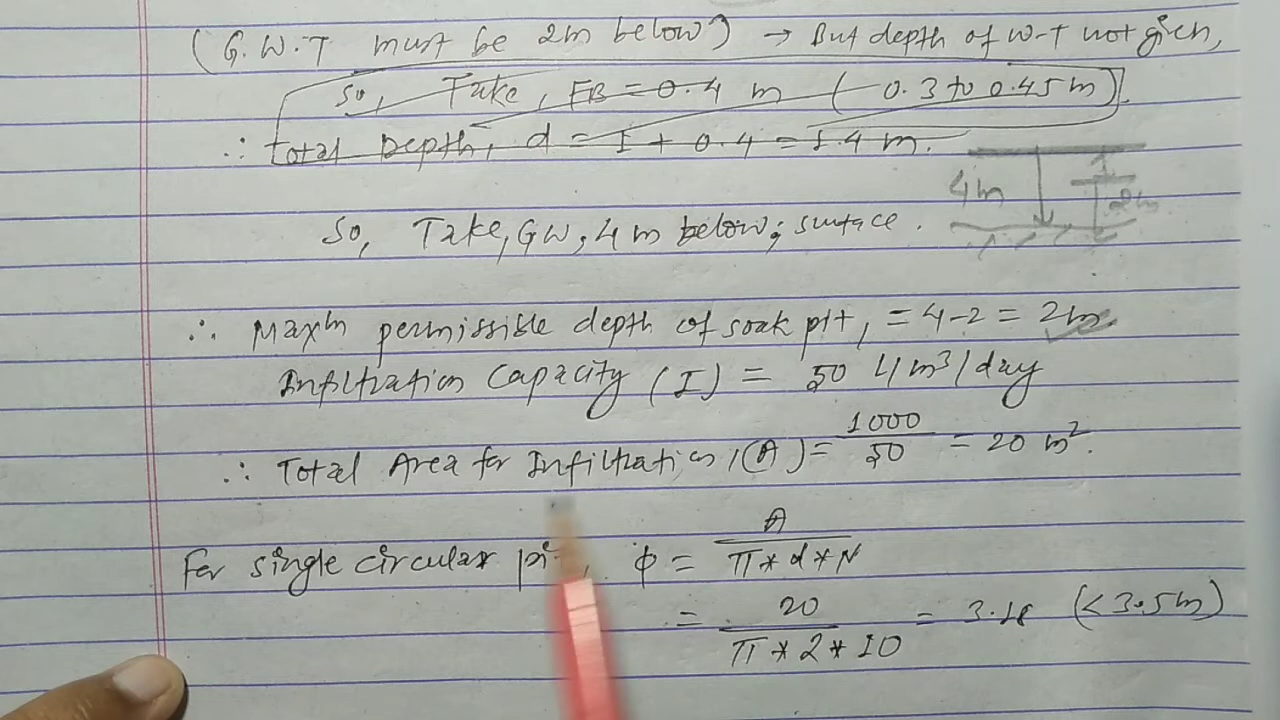 (G.W.T must be 2m below) → But depth of W.T not given,
So, Take, FB = 0.4 m (0.3 to 0.45m)
∴ total Depth, d = 1 + 0.4 = 1.4 m.
4m 2m
So, Take, GW, 4 m below, surface.
∴ Maxᵐ permissible depth of soak pit, = 4-2 = 2m.
Infiltration Capacity (I) = 50 l/m³/day
∴ Total Area for Infiltration, (A) = 1000/50 = 20 m².
For single circular pit, φ = A/π*d*N
= 20/π*2*10 = 3.18 (<3.5m)